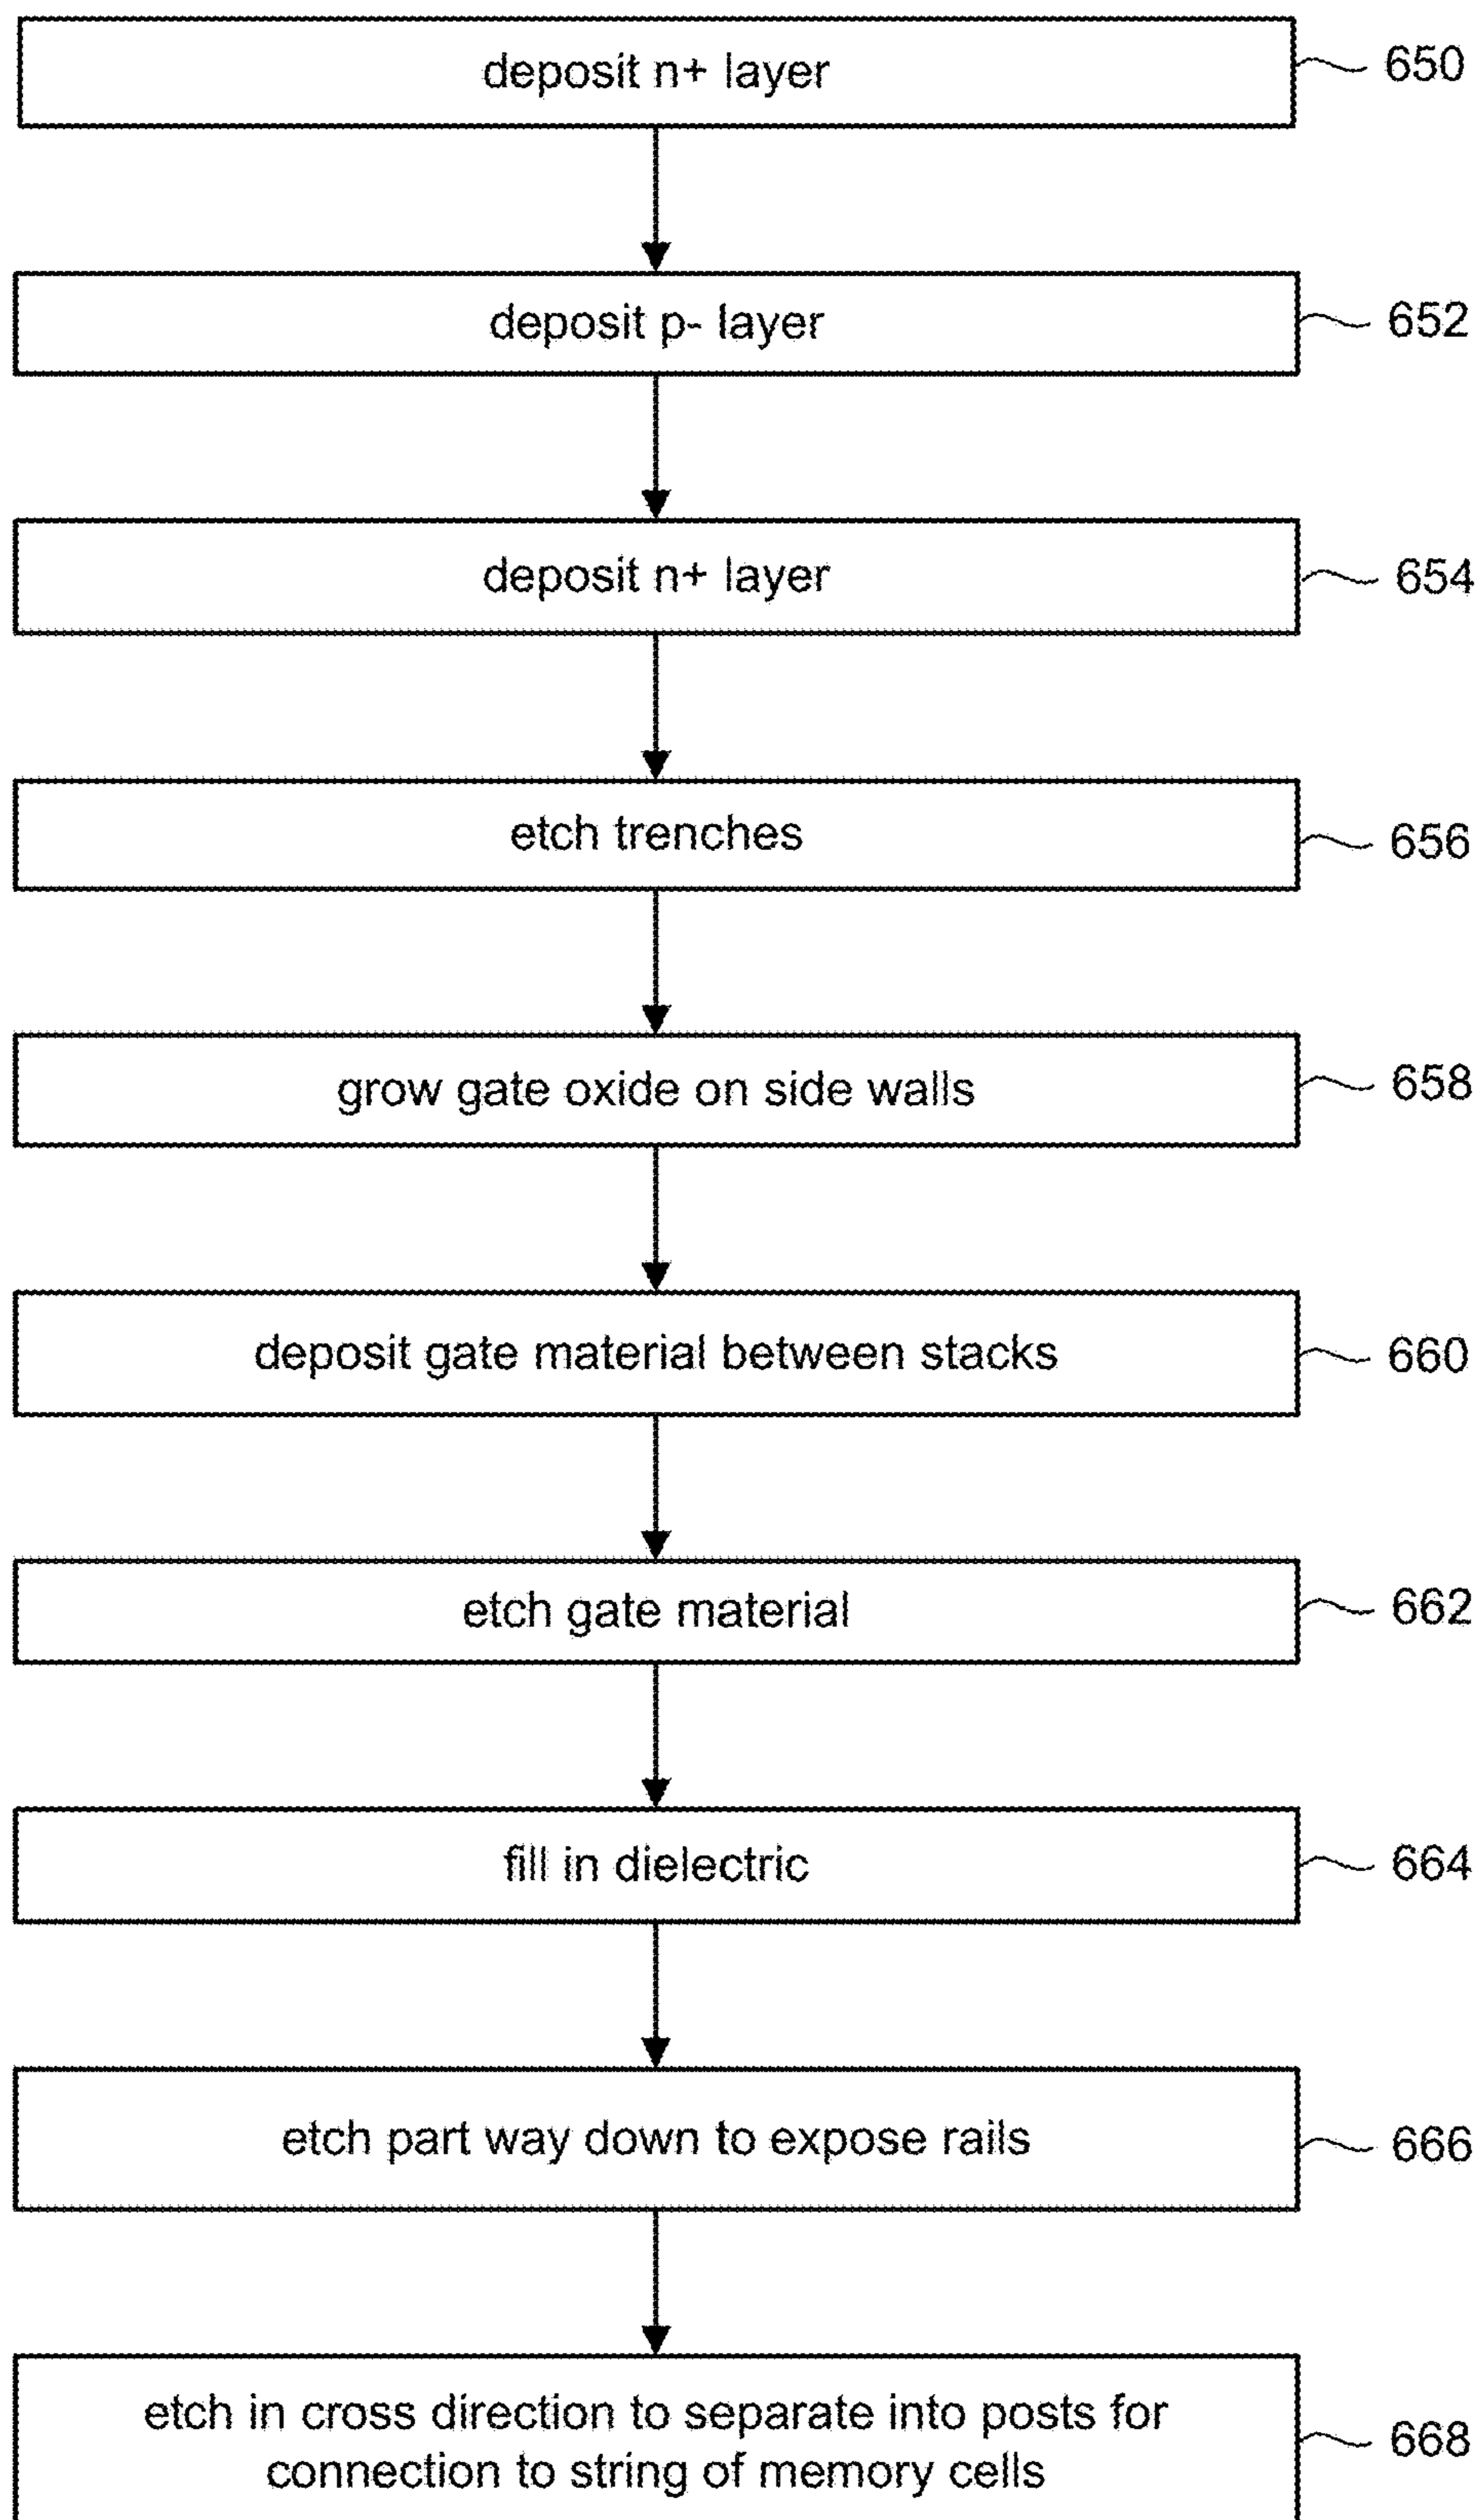 deposit n+ layer 650
deposit p- layer 652
deposit n+ layer 654
etch trenches 656
grow gate oxide on side walls 658
deposit gate material between stacks 660
etch gate material 662
fill in dielectric 664
etch part way down to expose rails 666
etch in cross direction to separate into posts for
connection to string of memory cells 668